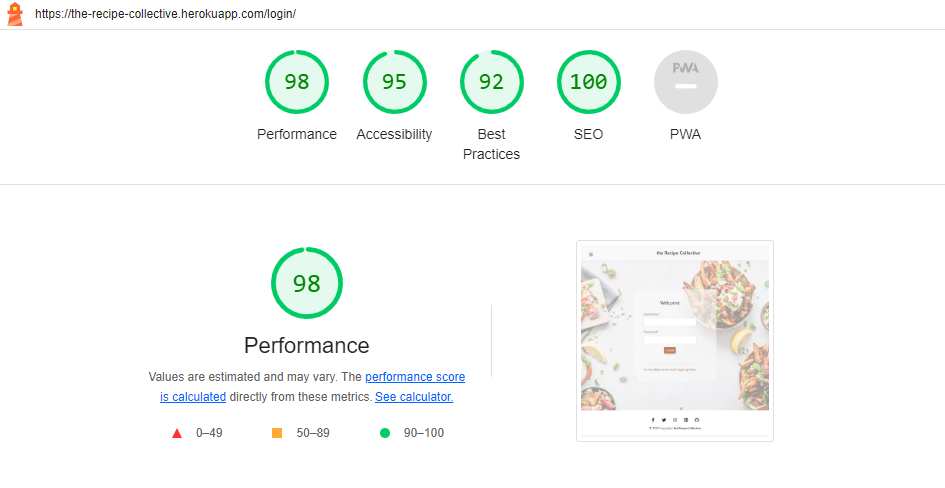 https://the-recipe-collective.herokuapp.com/login/
98
95
92
100
PWA
Performance
Accessibility
Best
Practices
SEO
PWA
98
Performance
Values are estimated and may vary. The performance score
is calculated directly from these metrics. See calculator.
0–49
50–89
90–100
the Recipe Collective
Welcome
Username*
Password*